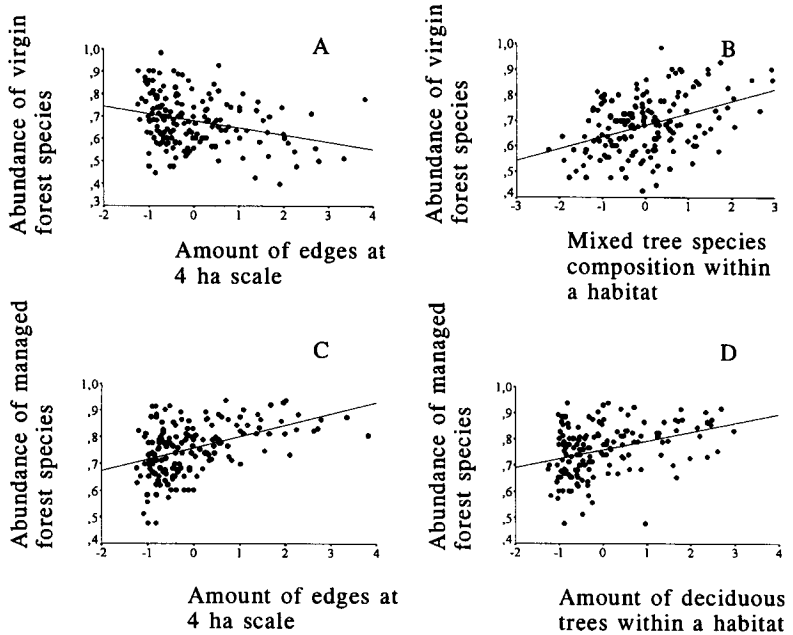 Abundance of virgin
forest species
A
1,0
,9
,8
,7
,6
,5
,4
,3
-2 -1 0 1 2 3 4
Amount of edges at
4 ha scale
Abundance of virgin
forest species
B
1,0
,9
,8
,7
,6
,5
,4
-3 -2 -1 0 1 2 3
Mixed tree species
composition within
a habitat
Abundance of managed
forest species
C
1,0
,9
,8
,7
,6
,5
,4
-2 -1 0 1 2 3 4
Amount of edges at
4 ha scale
Abundance of managed
forest species
D
1,0
,9
,8
,7
,6
,5
,4
-2 -1 0 1 2 3 4
Amount of deciduous
trees within a habitat